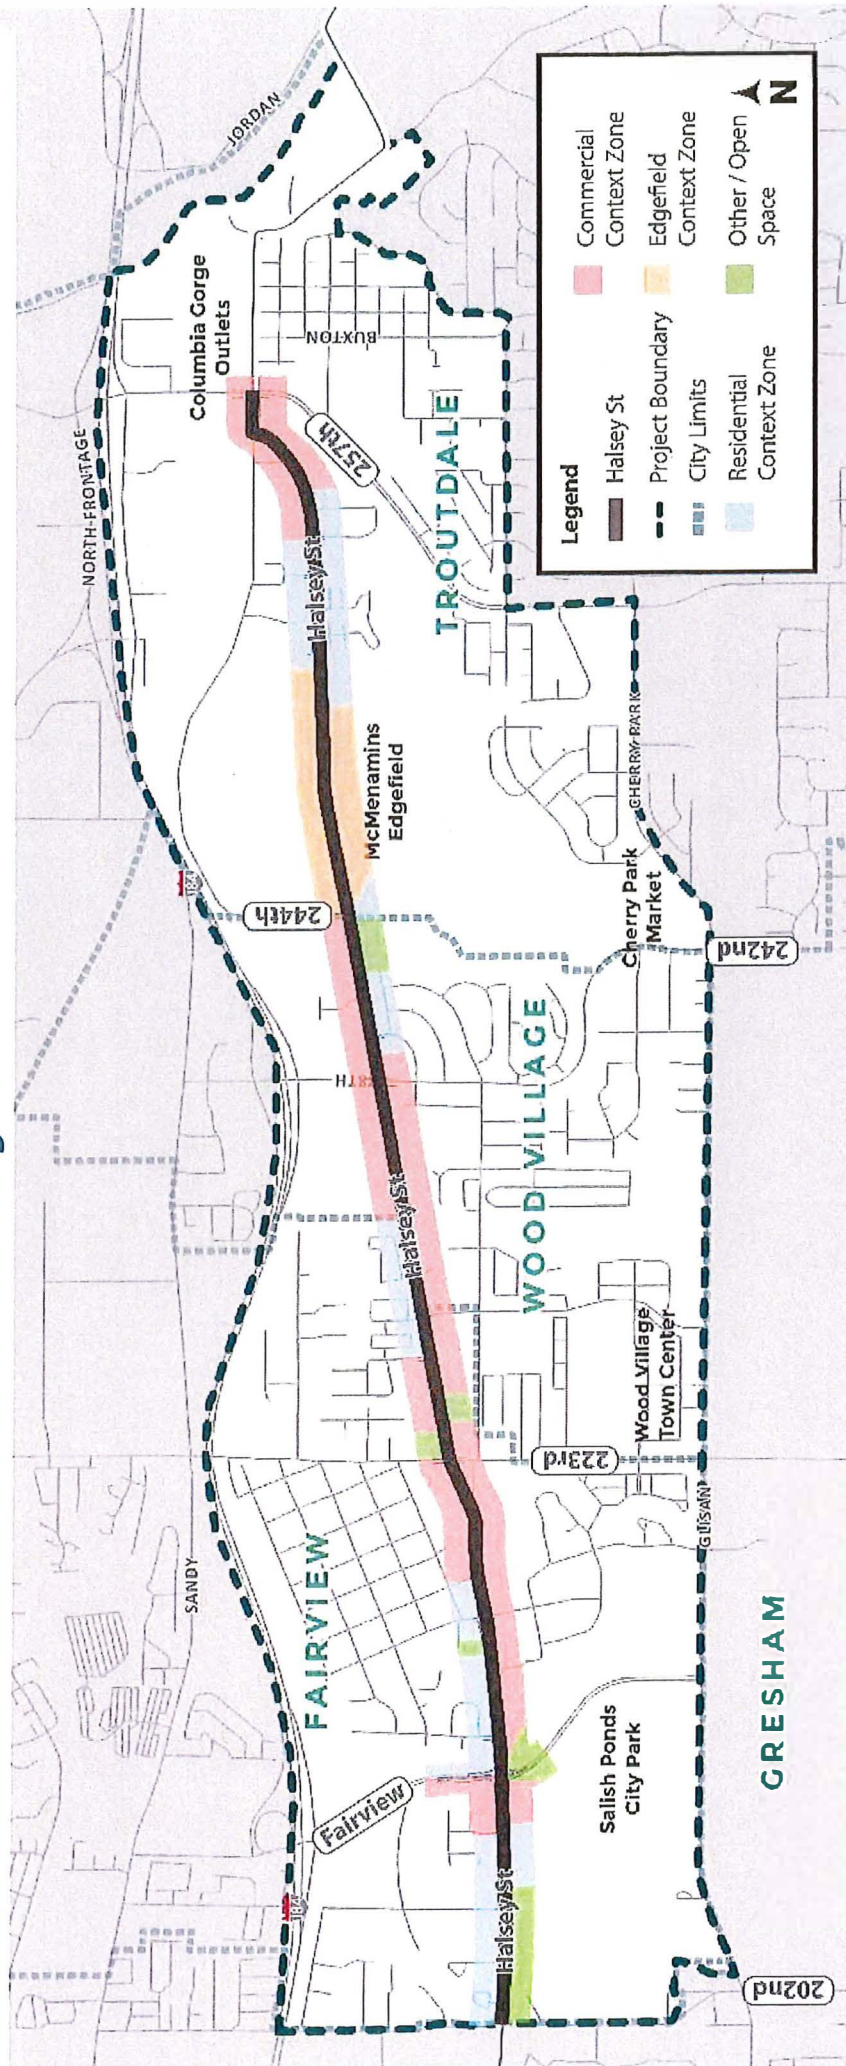 JORDAN
NORTH-FRONTAGE
Columbia Gorge
Outlets
BUXTON
257th
Halsey St
TROUTDALE
McMenamins
Edgefield
CHERRY PARK
Cherry Park
Market
244th
242nd
184
Halsey St
WOOD VILLAGE
Wood Village
Town Center
223rd
GLISAN
SANDY
FAIRVIEW
Fairview
Salish Ponds
City Park
184
Halsey St
GRESHAM
202nd
Legend
Halsey St
Project Boundary
City Limits
Residential
Context Zone
Commercial
Context Zone
Edgefield
Context Zone
Other / Open
Space
N